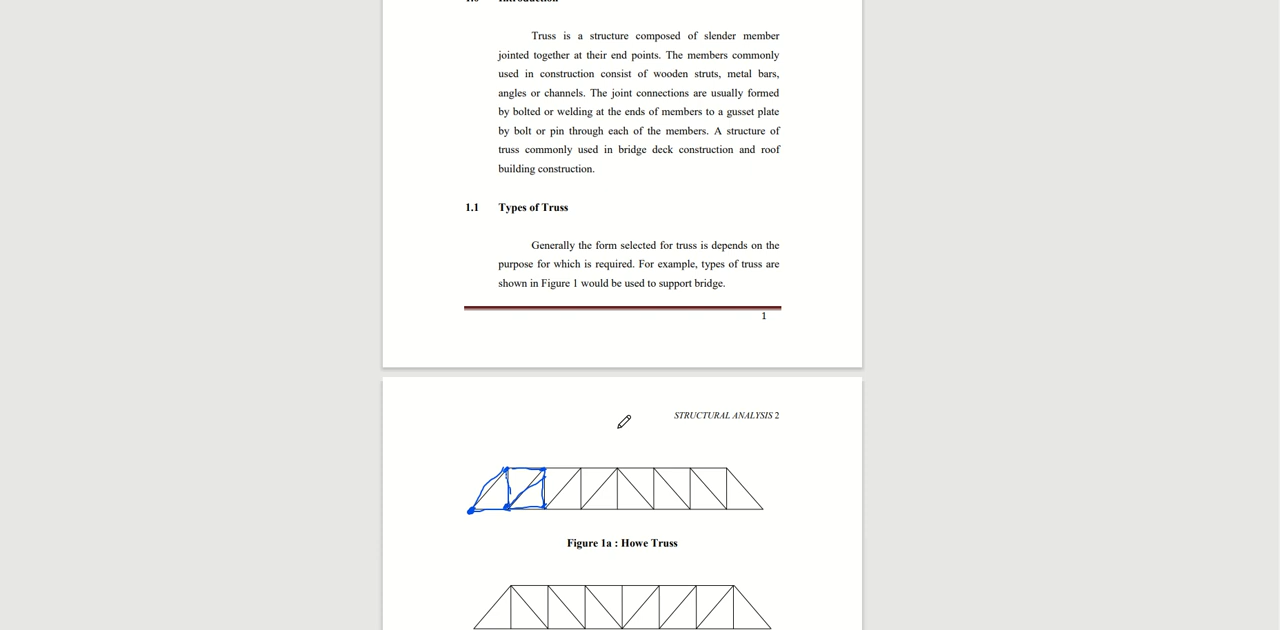 1.0 Introduction
Truss is a structure composed of slender member
jointed together at their end points. The members commonly
used in construction consist of wooden struts, metal bars,
angles or channels. The joint connections are usually formed
by bolted or welding at the ends of members to a gusset plate
by bolt or pin through each of the members. A structure of
truss commonly used in bridge deck construction and roof
building construction.
1.1 Types of Truss
Generally the form selected for truss is depends on the
purpose for which is required. For example, types of truss are
shown in Figure 1 would be used to support bridge.
1
STRUCTURAL ANALYSIS 2
Figure 1a : Howe Truss